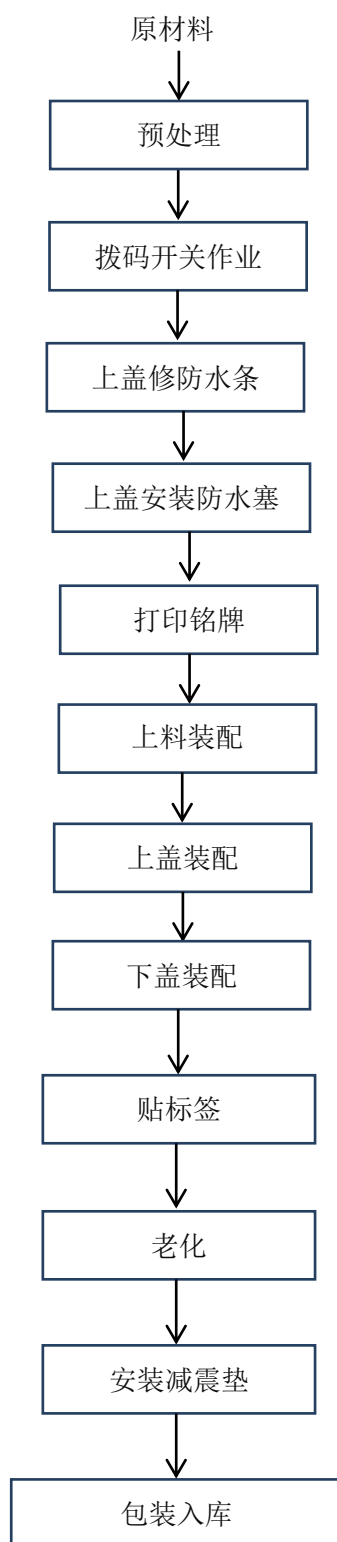 原材料
预处理
拨码开关作业
上盖修防水条
上盖安装防水塞
打印铭牌
上料装配
上盖装配
下盖装配
贴标签
老化
安装减震垫
包装入库